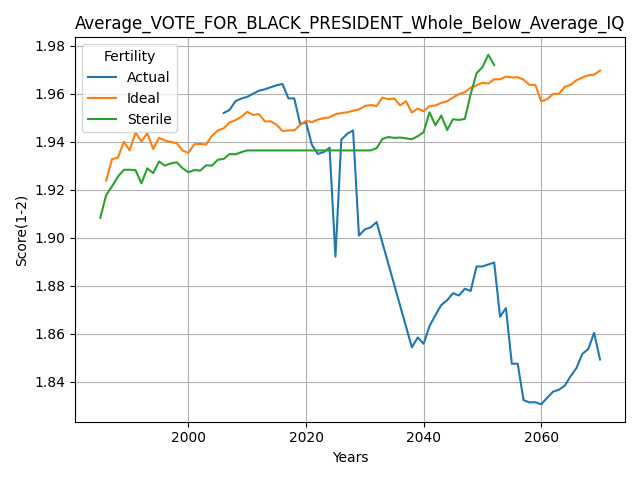 Average_VOTE_FOR_BLACK_PRESIDENT_Whole_Below_Average_IQ
Fertility
Actual
Ideal
Sterile
1.98
1.96
1.94
1.92
1.90
1.88
1.86
1.84
Score(1-2)
2000
2020
2040
2060
Years